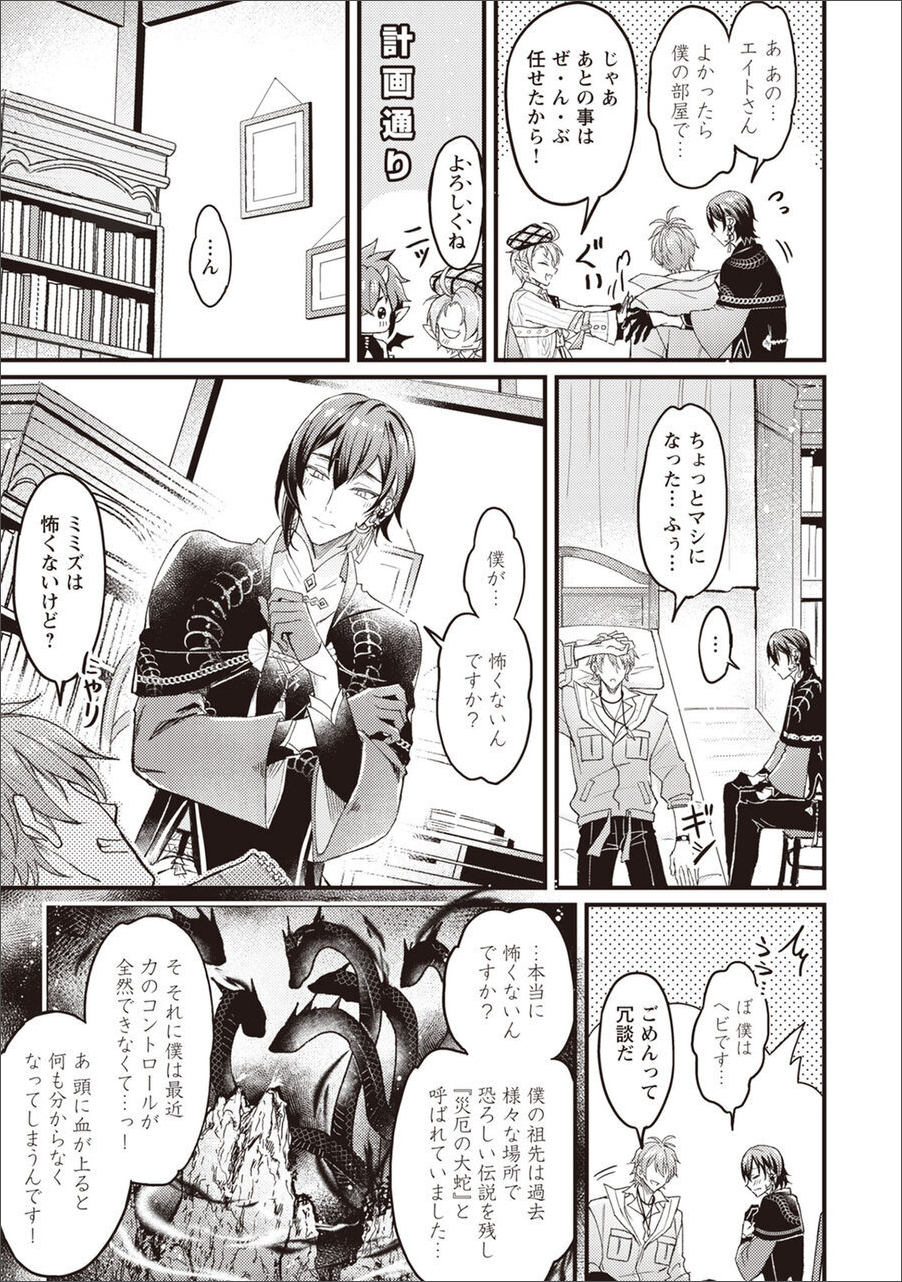 あ あの…
エイトさん
よかったら
僕の部屋で…
っ
じゃあ
あとの事は
ぜ・ん・ぶ
任せたから!
ぐい
よろしくね
計画通り
ニッ
…ん
ちょっとマシに
なった… ふぅ…
…
ギシ
僕が…
怖くないん
ですか?
ミミズは
怖くないけど?
にやり
ぼ 僕は
ヘビです…
ごめんって
冗談だ
…本当に
怖くないん
ですか?
僕の祖先は過去
様々な場所で
恐ろしい伝説を残し
『災厄の大蛇』と
呼ばれていました…
そ それに僕は最近
力のコントロールが
全然できなくて…っ!
あ 頭に血が上ると
何も分からなく
なってしまうんです!